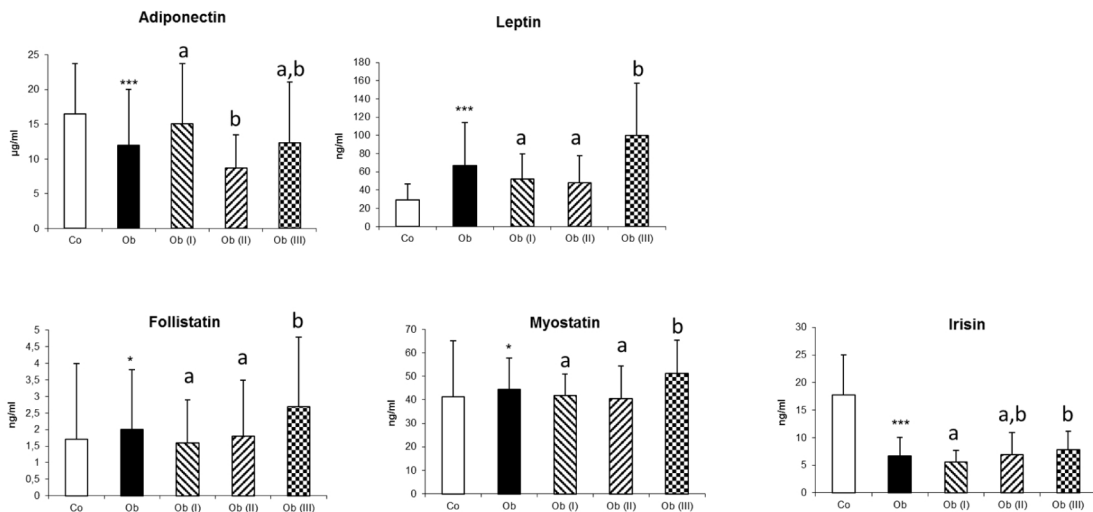 Adiponectin
25
20
15
10
5
0
µg/ml
***
a
b
a,b
Co Ob Ob (I) Ob (II) Ob (III)
Leptin
180
160
140
120
100
80
60
40
20
0
ng/ml
***
a
a
b
Co Ob Ob (I) Ob (II) Ob (III)
Follistatin
5
4,5
4
3,5
3
2,5
2
1,5
1
0,5
0
ng/ml
*
a
a
b
Co Ob Ob (I) Ob (II) Ob (III)
Myostatin
70
60
50
40
30
20
10
0
ng/ml
*
a
a
b
Co Ob Ob (I) Ob (II) Ob (III)
Irisin
30
25
20
15
10
5
0
ng/ml
***
a
a,b
b
Co Ob Ob (I) Ob (II) Ob (III)